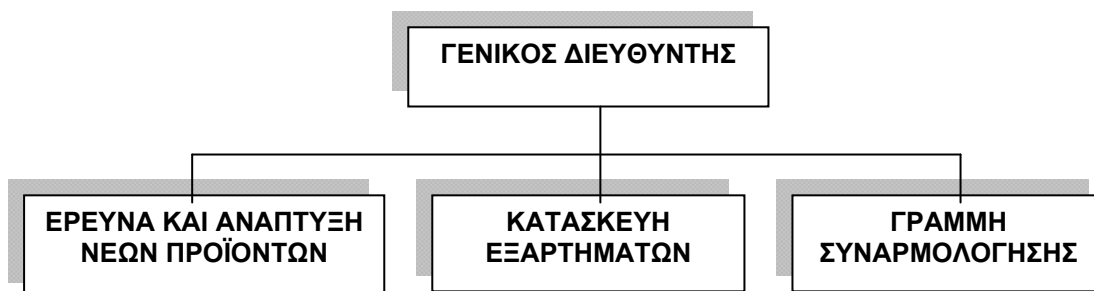 ΓΕΝΙΚΟΣ ΔΙΕΥΘΥΝΤΗΣ
ΕΡΕΥΝΑ ΚΑΙ ΑΝΑΠΤΥΞΗ
ΝΕΩΝ ΠΡΟΪΟΝΤΩΝ
ΚΑΤΑΣΚΕΥΗ
ΕΞΑΡΤΗΜΑΤΩΝ
ΓΡΑΜΜΗ
ΣΥΝΑΡΜΟΛΟΓΗΣΗΣ